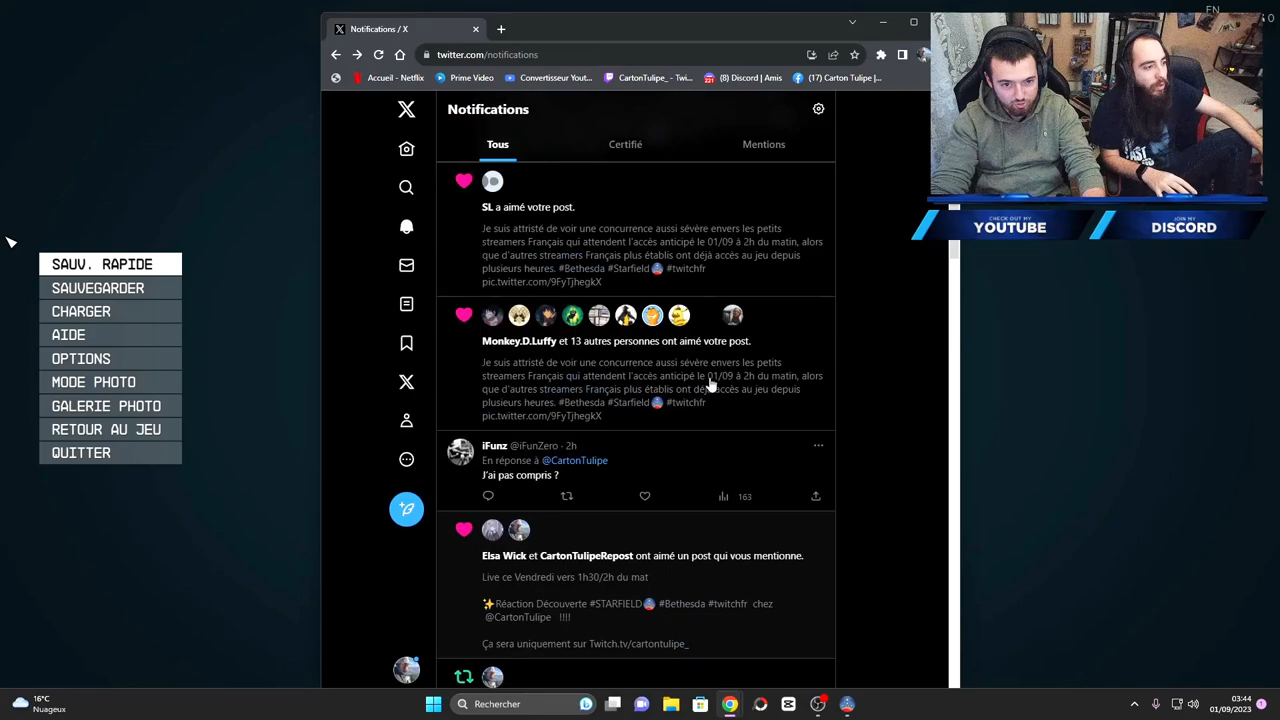 EN
Notifications / X
twitter.com/notifications
Accueil - Netflix
Prime Video
Convertisseur Yout...
CartonTulipe_ - Twi...
(8) Discord | Amis
(17) Carton Tulipe |...
Notifications
Tous
Certifié
Mentions
SL a aimé votre post.
Je suis attristé de voir une concurrence aussi sévère envers les petits
streamers Français qui attendent l'accès anticipé le 01/09 à 2h du matin, alors
que d'autres streamers Français plus établis ont déjà accès au jeu depuis
plusieurs heures. #Bethesda #Starfield #twitchfr
pic.twitter.com/9FyTjhegkX
Monkey.D.Luffy et 13 autres personnes ont aimé votre post.
Je suis attristé de voir une concurrence aussi sévère envers les petits
streamers Français qui attendent l'accès anticipé le 01/09 à 2h du matin, alors
que d'autres streamers Français plus établis ont déjà accès au jeu depuis
plusieurs heures. #Bethesda #Starfield #twitchfr
pic.twitter.com/9FyTjhegkX
iFunz @iFunZero · 2h
En réponse à @CartonTulipe
J'ai pas compris ?
163
Elsa Wick et CartonTulipeRepost ont aimé un post qui vous mentionne.
Live ce Vendredi vers 1h30/2h du mat
✨Réaction Découverte #STARFIELD #Bethesda #twitchfr chez
@CartonTulipe !!!!
Ça sera uniquement sur Twitch.tv/cartontulipe_
SAUV. RAPIDE
SAUVEGARDER
CHARGER
AIDE
OPTIONS
MODE PHOTO
GALERIE PHOTO
RETOUR AU JEU
QUITTER
CHECK OUT MY
YOUTUBE
JOIN MY
DISCORD
16°C
Nuageux
Rechercher
03:44
01/09/2023